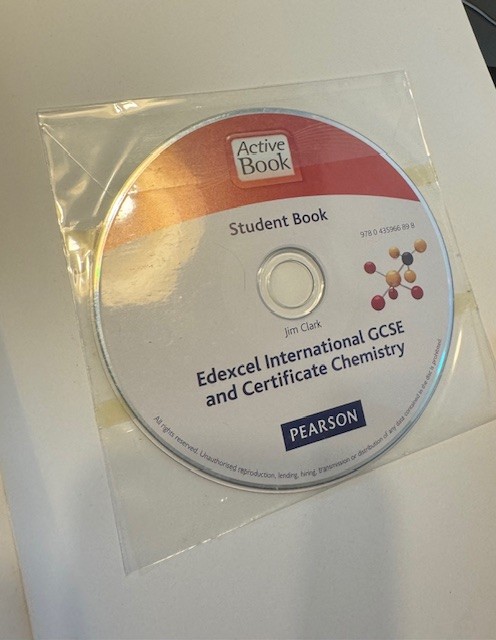 Active
Book
Student Book
978 0 435966 89 8
Jim Clark
Edexcel International GCSE
and Certificate Chemistry
PEARSON
All rights reserved. Unauthorised reproduction, lending, hiring, transmission or distribution of any data contained in the disc is prohibited.